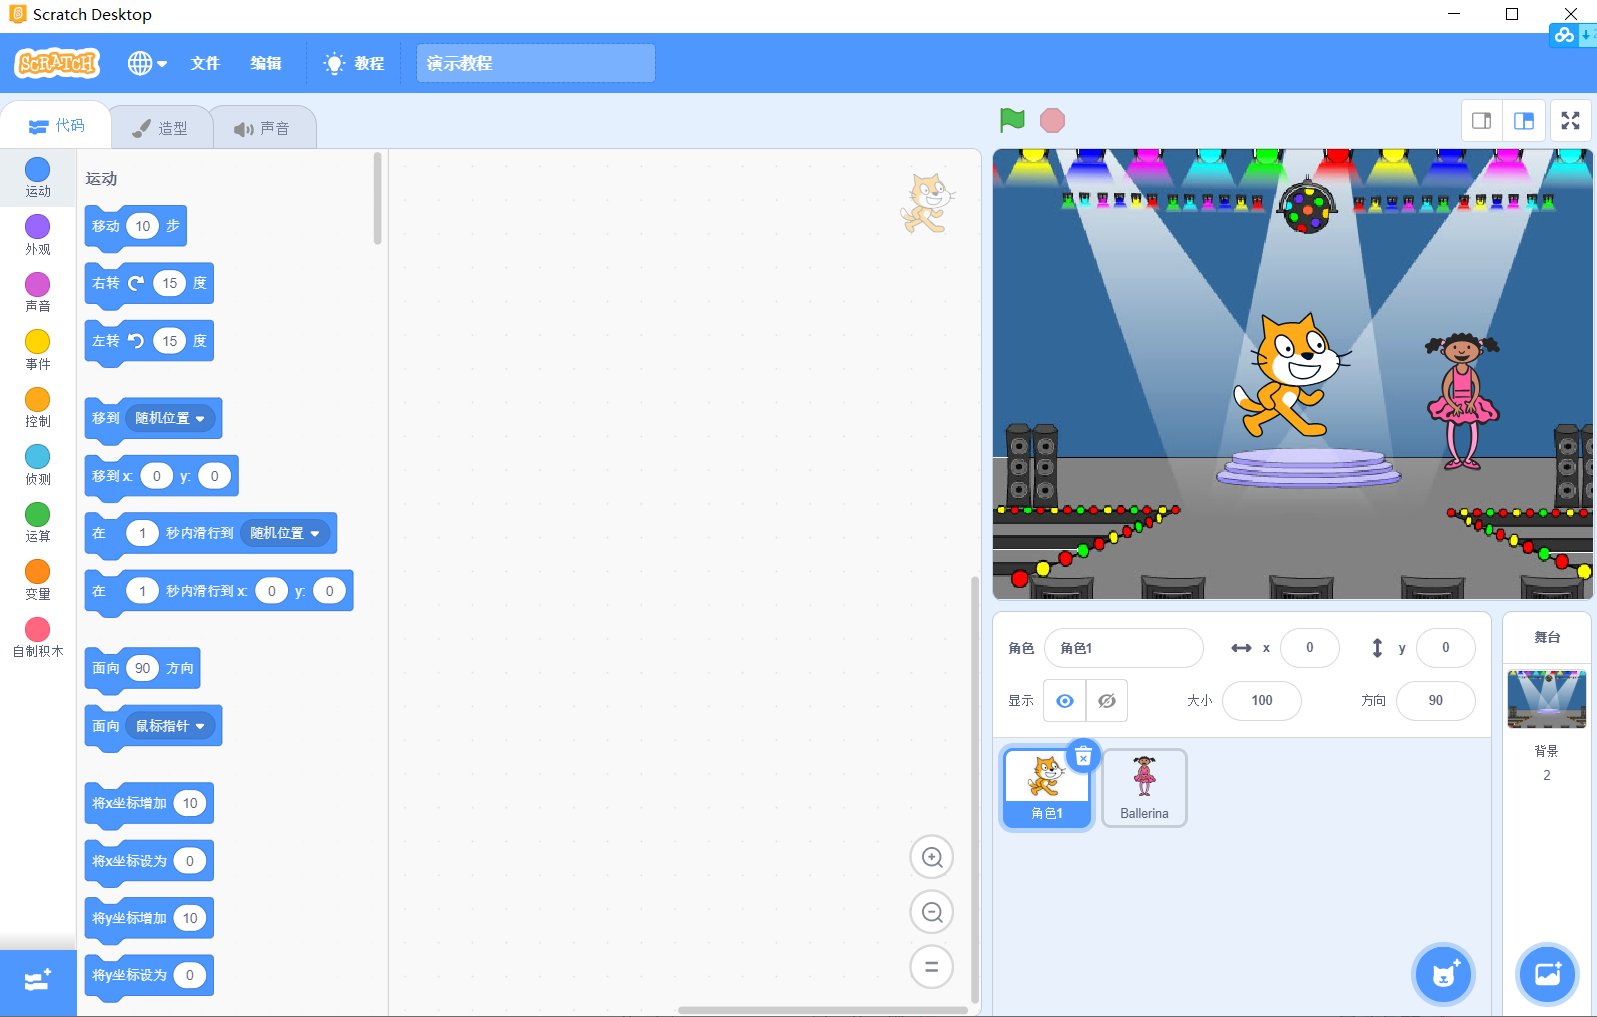 Scratch Desktop
SCRATCH
文件
编辑
教程
演示教程
代码
造型
声音
运动
外观
声音
事件
控制
侦测
运算
变量
自制积木
运动
移动 10 步
右转 15 度
左转 15 度
移到 随机位置
移到 x: 0 y: 0
在 1 秒内滑行到 随机位置
在 1 秒内滑行到 x: 0 y: 0
面向 90 方向
面向 鼠标指针
将x坐标增加 10
将x坐标设为 0
将y坐标增加 10
将y坐标设为 0
角色 角色1 x 0 y 0
显示 大小 100 方向 90
角色1
Ballerina
舞台
背景
2